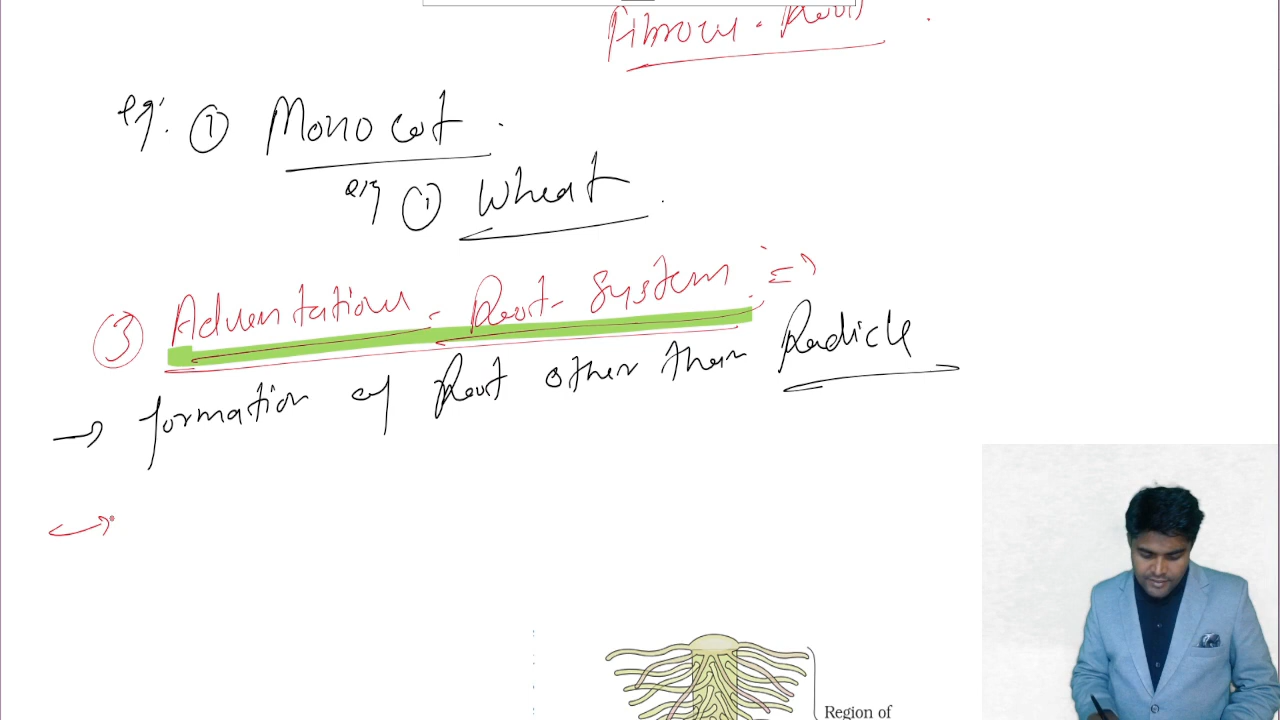 Fibrous - Root
eg: ① Monocot .
eg ① Wheat .
③ Adventatious - Root - System :=>
→ formation of Root other than Radicle
→
Region of